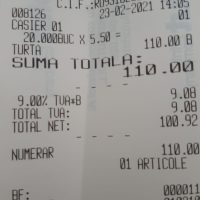 008126 23-02-2021 14:05
CASIER 01 01
20.000BUC X 5.50 =
TURTA 110.00 B
SUMA TOTALA:
110.00
9.00% TVA*B 9.08
TOTAL TVA: 9.08
TOTAL NET: 100.92
NUMERAR 110.00
01 ARTICOLE
BF: 000011